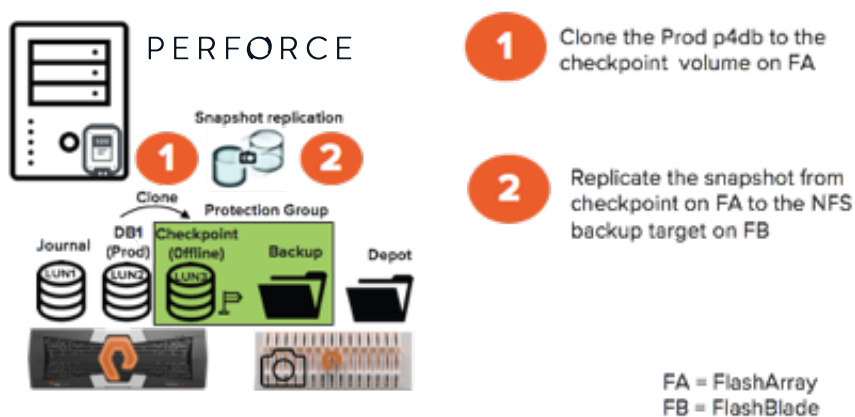 PERFORCE
Snapshot replication
1
2
Clone
Protection Group
Journal
DB1
(Prod)
Checkpoint
(Offline)
Backup
Depot
LUN1
LUN2
LUN3
1
Clone the Prod p4db to the
checkpoint volume on FA
2
Replicate the snapshot from
checkpoint on FA to the NFS
backup target on FB
FA = FlashArray
FB = FlashBlade